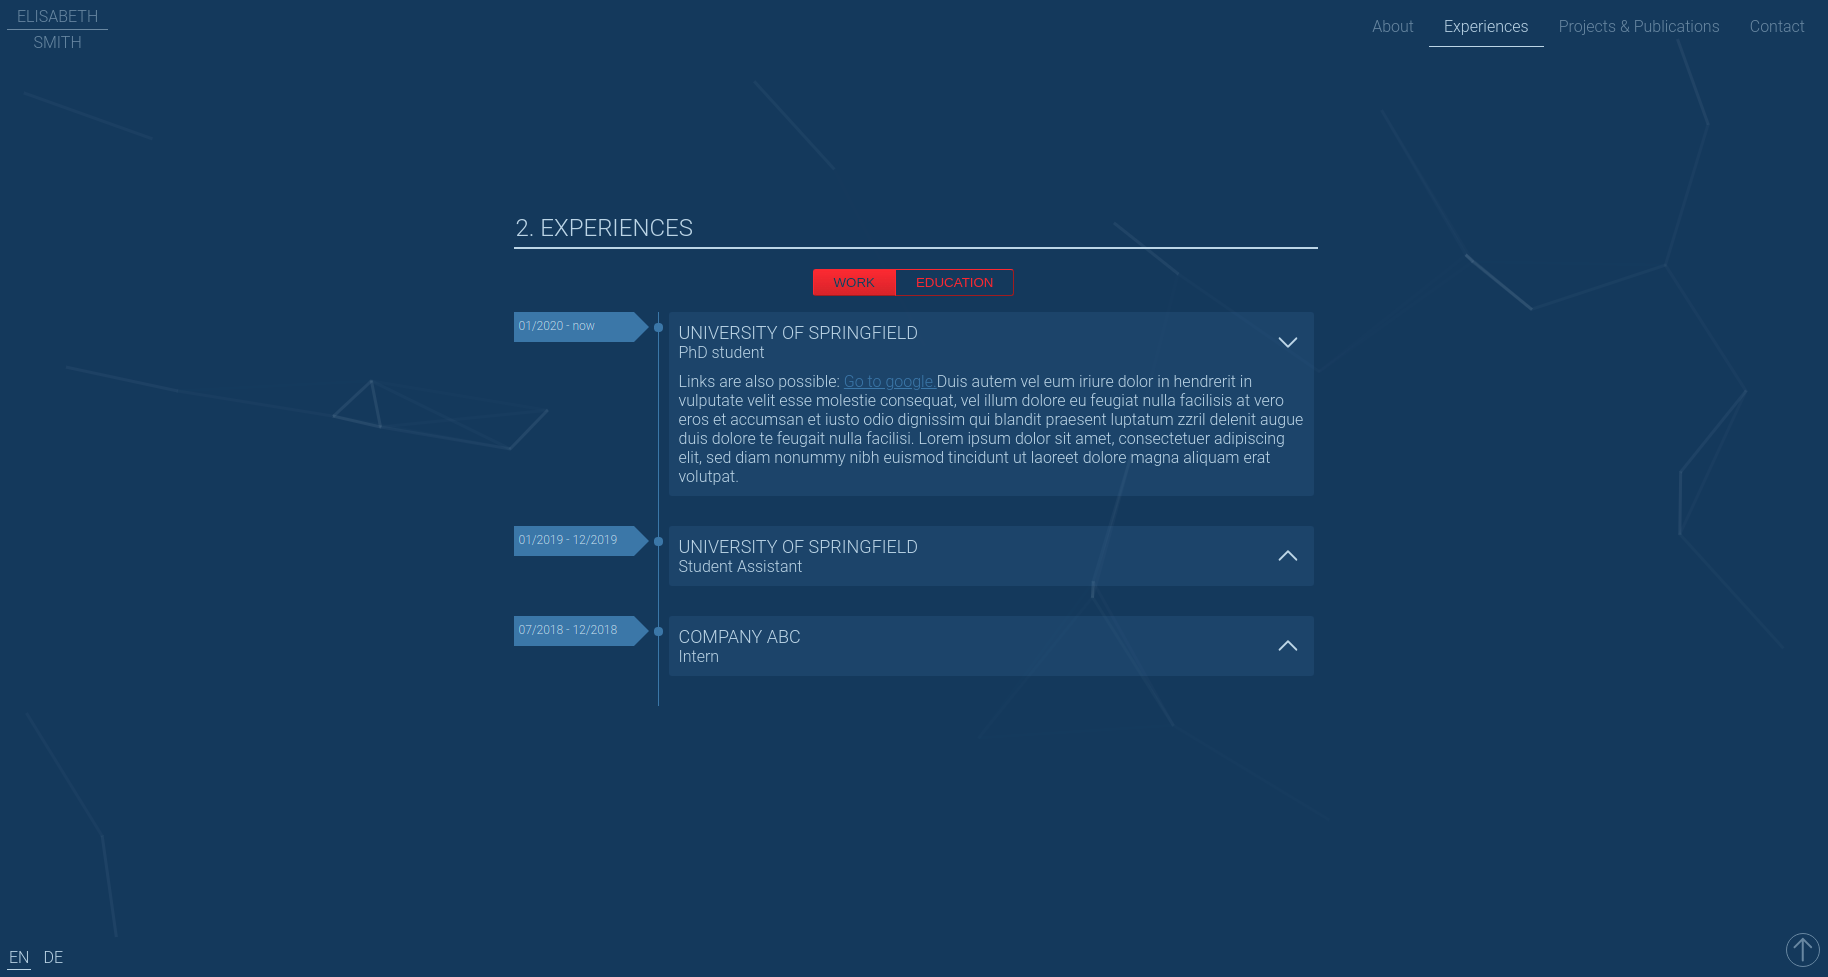 ELISABETH
SMITH
About Experiences Projects & Publications Contact
2. EXPERIENCES
WORK EDUCATION
01/2020 - now
UNIVERSITY OF SPRINGFIELD
PhD student
Links are also possible: Go to google Duis autem vel eum iriure dolor in hendrerit in
vulputate velit esse molestie consequat, vel illum dolore eu feugiat nulla facilisis at vero
eros et accumsan et iusto odio dignissim qui blandit praesent luptatum zzril delenit augue
duis dolore te feugait nulla facilisi. Lorem ipsum dolor sit amet, consectetuer adipiscing
elit, sed diam nonummy nibh euismod tincidunt ut laoreet dolore magna aliquam erat
volutpat.
01/2019 - 12/2019
UNIVERSITY OF SPRINGFIELD
Student Assistant
07/2018 - 12/2018
COMPANY ABC
Intern
EN DE